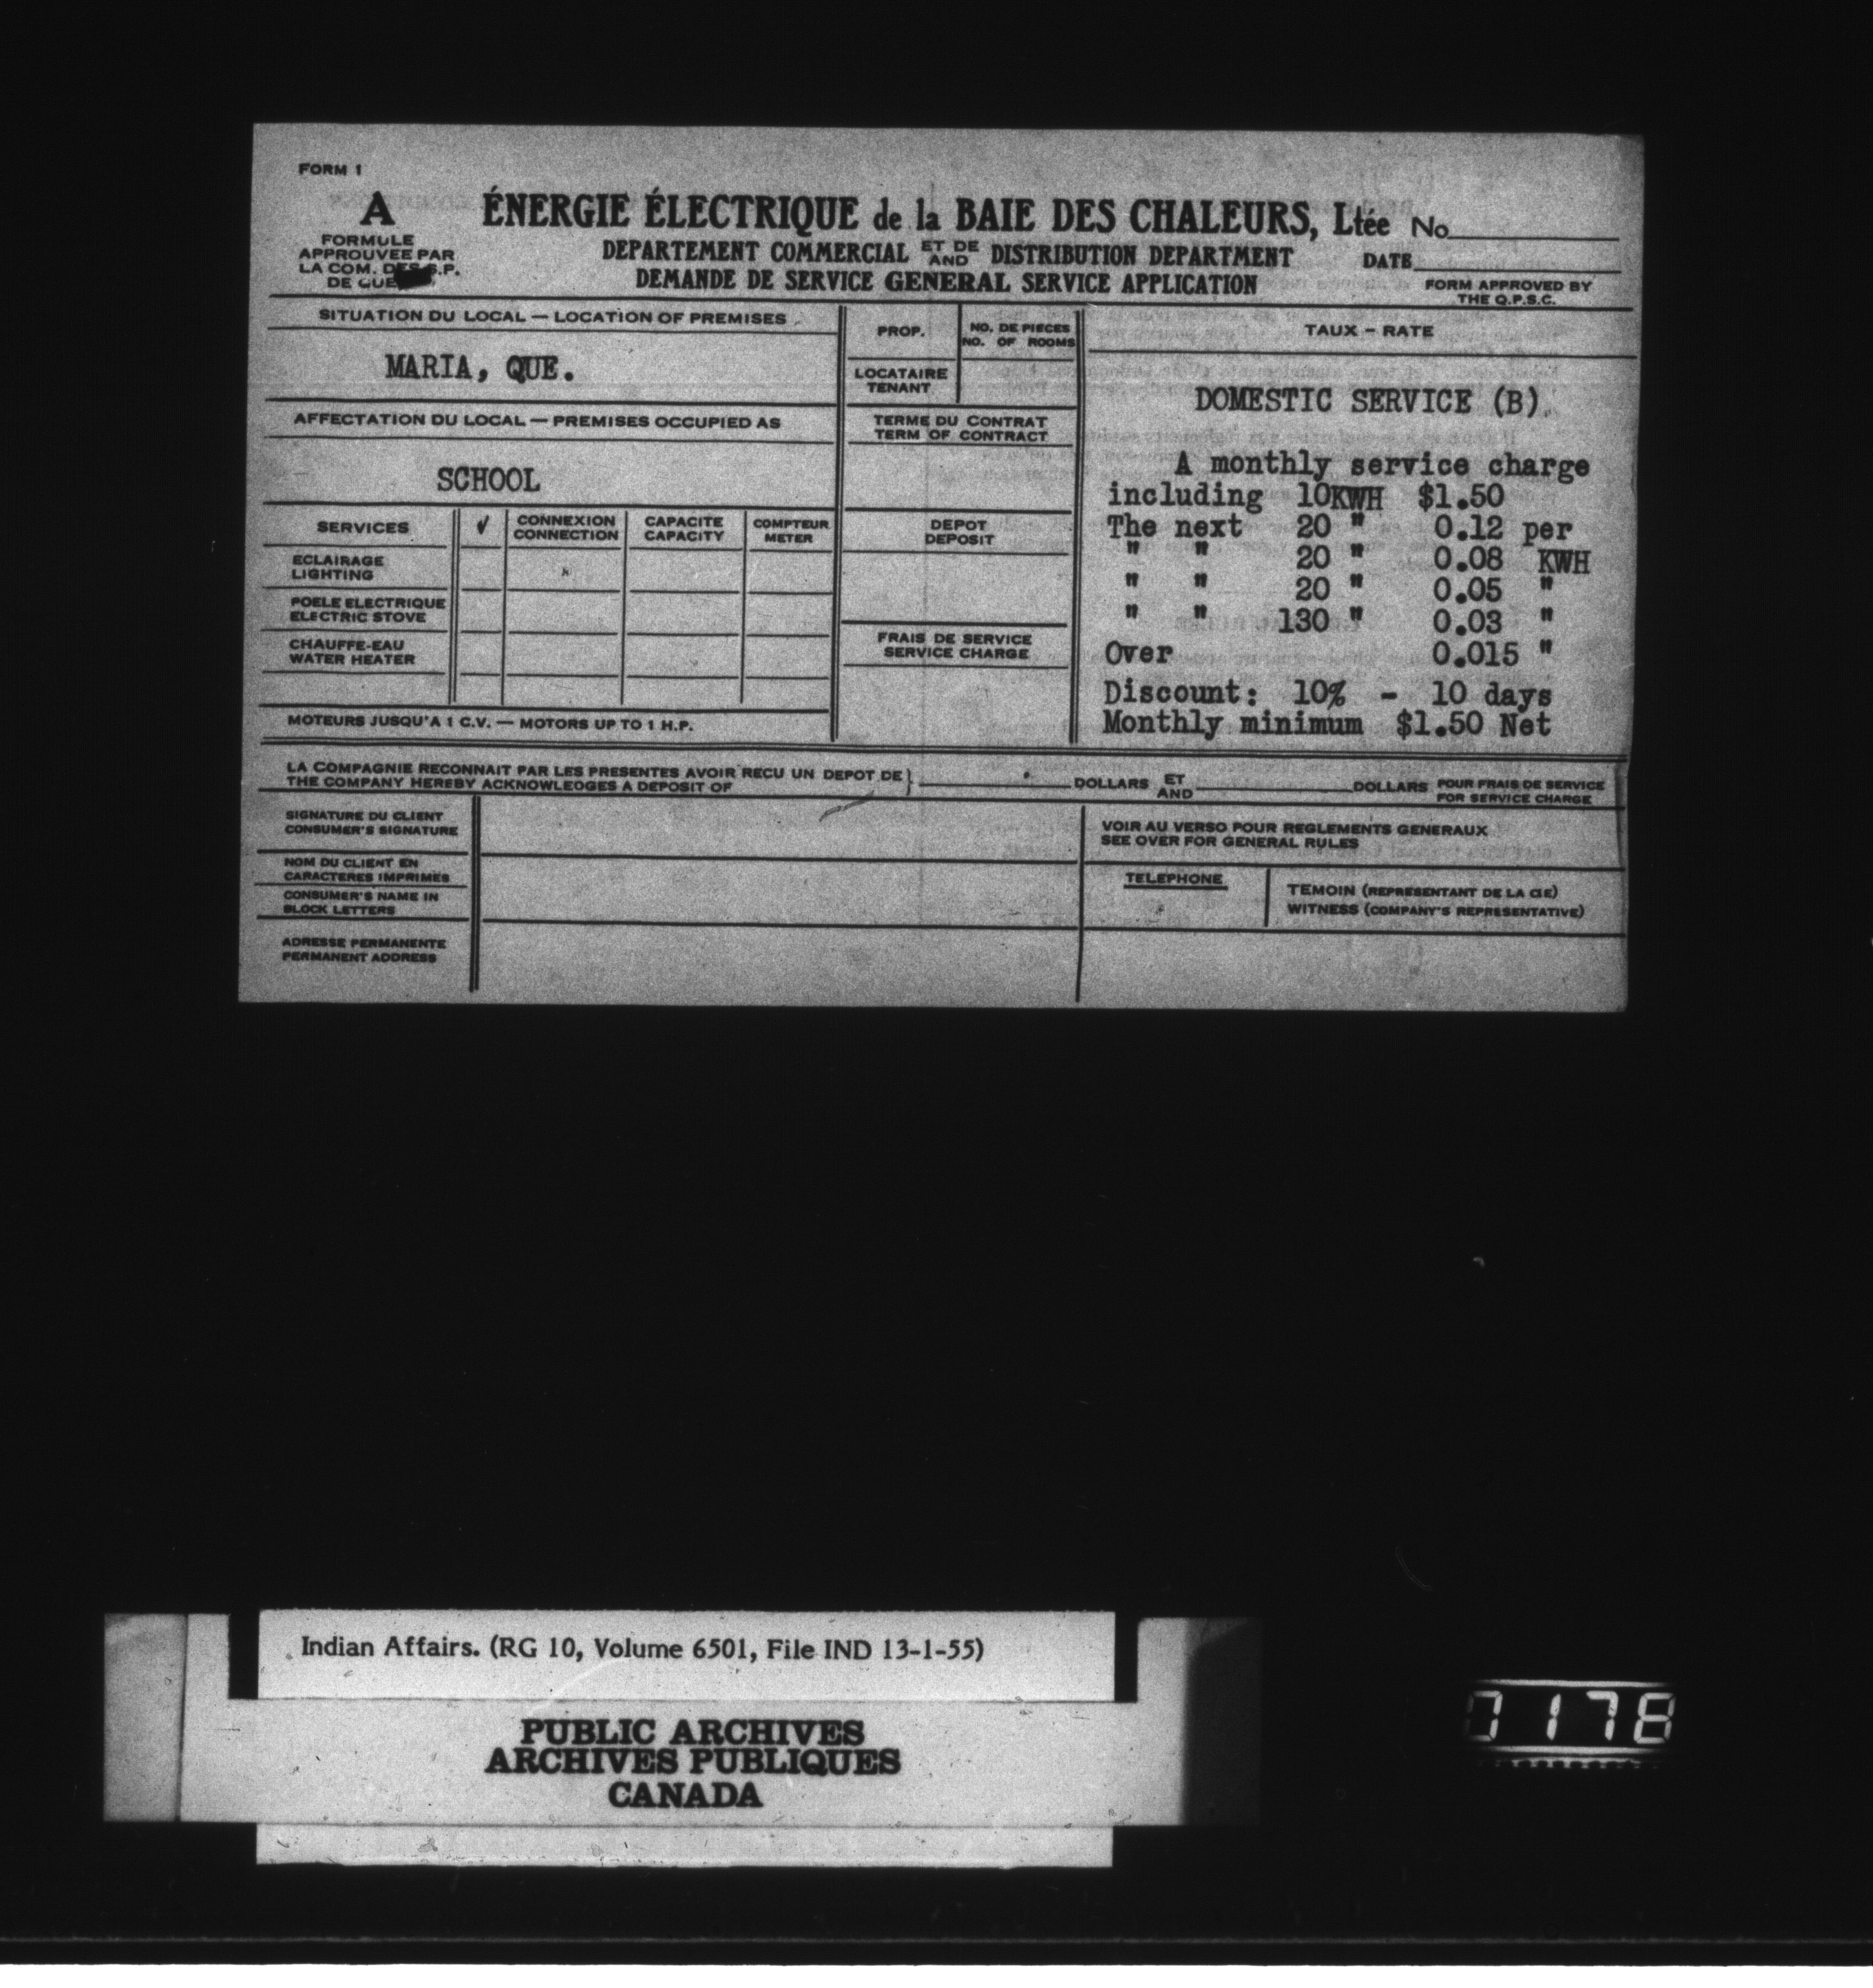 FORM 1
A
FORMULE
APPROUVEE PAR
LA COM. DES S.P.
DE QUE
ÉNERGIE ÉLECTRIQUE de la BAIE DES CHALEURS, Ltée
DEPARTEMENT COMMERCIAL ET DE AND DISTRIBUTION DEPARTMENT
DEMANDE DE SERVICE GENERAL SERVICE APPLICATION
No
DATE
FORM APPROVED BY
THE Q.P.S.C.
SITUATION DU LOCAL — LOCATION OF PREMISES
MARIA, QUE.
AFFECTATION DU LOCAL — PREMISES OCCUPIED AS
SCHOOL
SERVICES ✓ CONNEXION CAPACITE COMPTEUR
CONNECTION CAPACITY METER
ECLAIRAGE
LIGHTING
POELE ELECTRIQUE
ELECTRIC STOVE
CHAUFFE-EAU
WATER HEATER
MOTEURS JUSQU'A 1 C.V. — MOTORS UP TO 1 H.P.
PROP.
NO. DE PIECES
NO. OF ROOMS
LOCATAIRE
TENANT
TERME DU CONTRAT
TERM OF CONTRACT
DEPOT
DEPOSIT
FRAIS DE SERVICE
SERVICE CHARGE
TAUX - RATE
DOMESTIC SERVICE (B)
A monthly service charge
including 10KWH $1.50
The next 20 " 0.12 per
" " 20 " 0.08 KWH
" " 20 " 0.05 "
" " 130 " 0.03 "
Over 0.015 "
Discount: 10% - 10 days
Monthly minimum $1.50 Net
LA COMPAGNIE RECONNAIT PAR LES PRESENTES AVOIR RECU UN DEPOT DE
THE COMPANY HEREBY ACKNOWLEDGES A DEPOSIT OF
DOLLARS ET AND DOLLARS POUR FRAIS DE SERVICE
FOR SERVICE CHARGE
SIGNATURE DU CLIENT
CONSUMER'S SIGNATURE
NOM DU CLIENT EN
CARACTERES IMPRIMES
CONSUMER'S NAME IN
BLOCK LETTERS
ADRESSE PERMANENTE
PERMANENT ADDRESS
VOIR AU VERSO POUR REGLEMENTS GENERAUX
SEE OVER FOR GENERAL RULES
TELEPHONE
TEMOIN (REPRESENTANT DE LA CIE)
WITNESS (COMPANY'S REPRESENTATIVE)
Indian Affairs. (RG 10, Volume 6501, File IND 13-1-55)
PUBLIC ARCHIVES
ARCHIVES PUBLIQUES
CANADA
0178